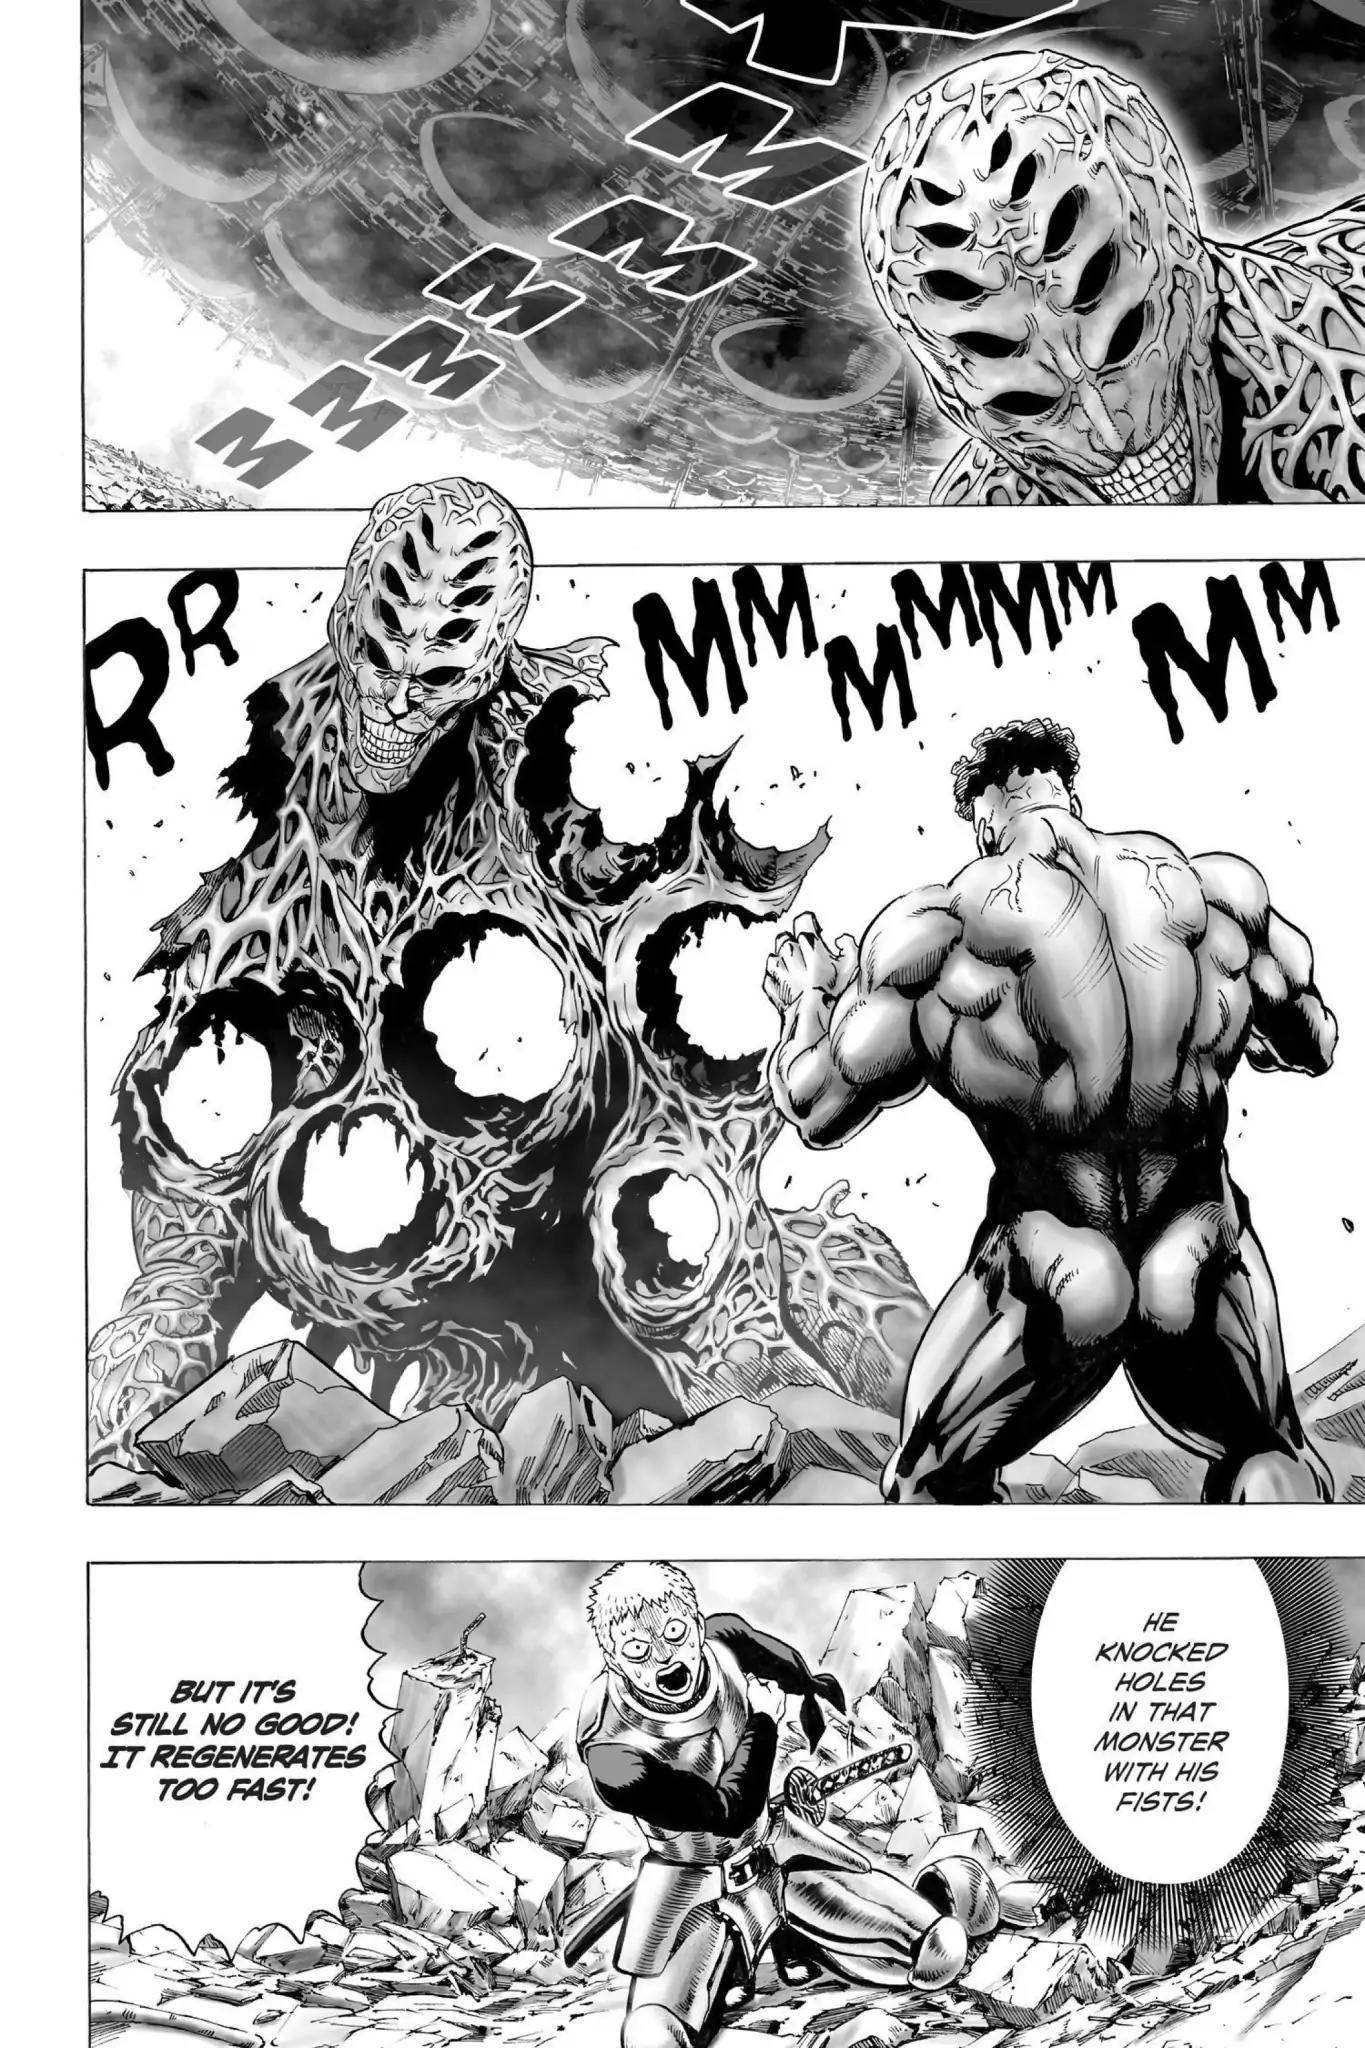 M
M
M
M
M
M
M
RR
MM
MMMMM
MM
HE
KNOCKED
HOLES
IN THAT
MONSTER
WITH HIS
FISTS!
BUT IT'S
STILL NO GOOD!
IT REGENERATES
TOO FAST!